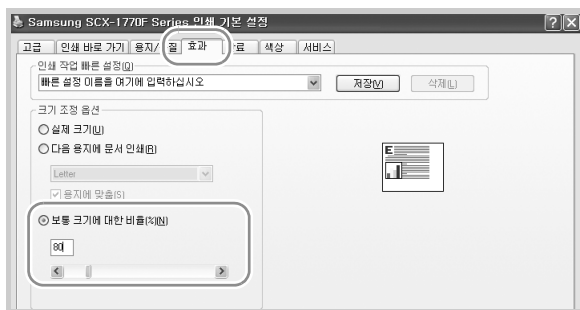 Samsung SCX-1770F Series 인쇄 기본 설정
고급 인쇄 바로 가기 용지/ 질 효과 료 색상 서비스
인쇄 작업 빠른 설정(Q)
빠른 설정 이름을 여기에 입력하십시오 저장(V) 삭제(L)
크기 조정 옵션
실제 크기(U)
다음 용지에 문서 인쇄(R)
Letter
용지에 맞춤(S)
보통 크기에 대한 비율(%)(N)
80
E